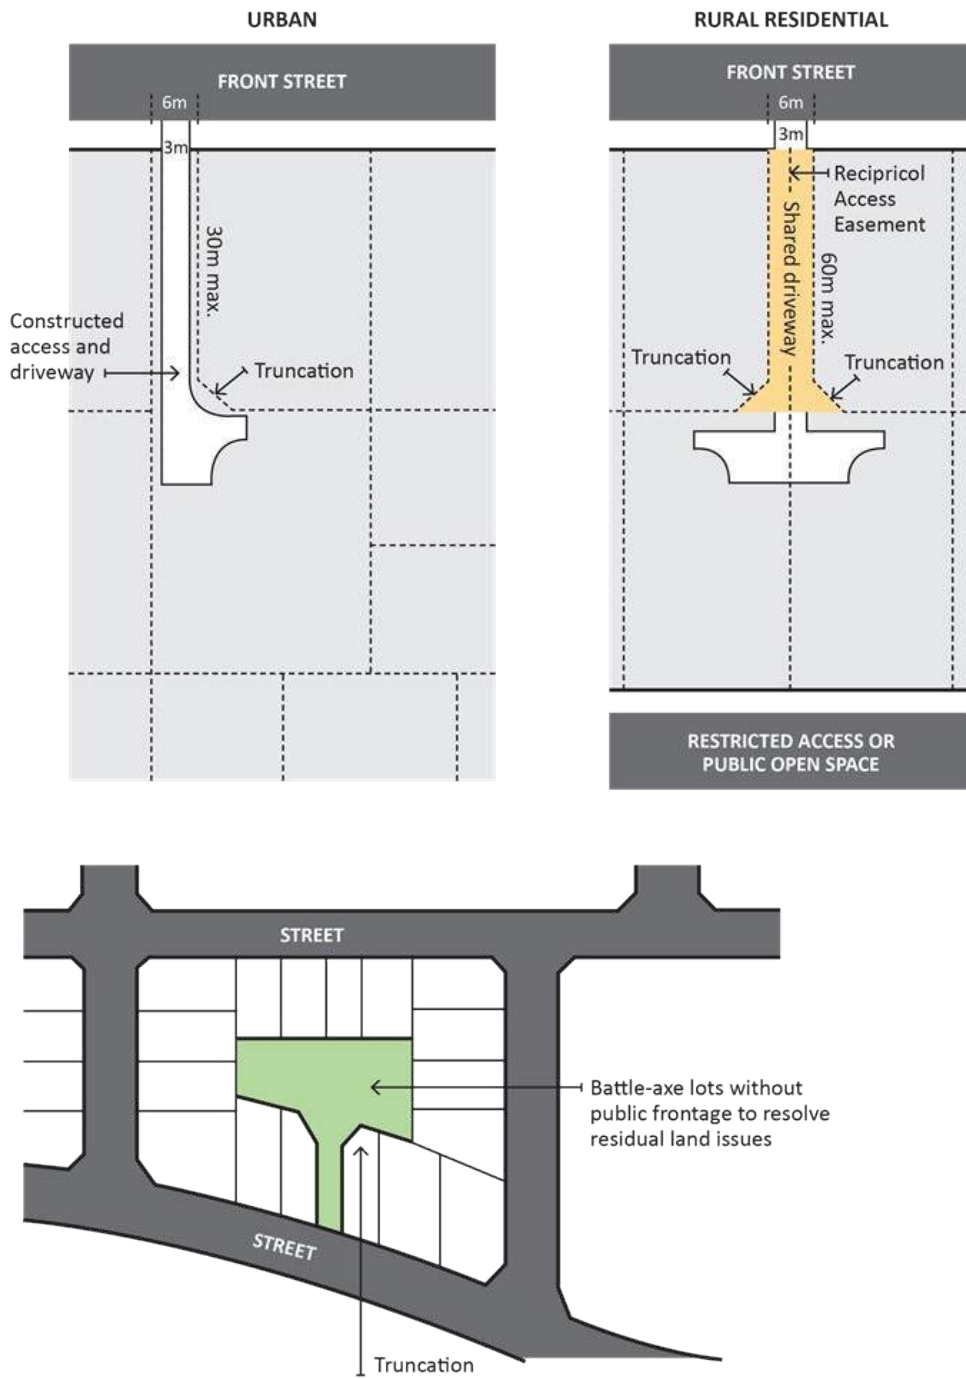 URBAN
FRONT STREET
6m
3m
30m max.
Constructed
access and
driveway
Truncation
RURAL RESIDENTIAL
FRONT STREET
6m
3m
Recipricol
Access
Easement
Shared driveway
60m max.
Truncation
Truncation
RESTRICTED ACCESS OR
PUBLIC OPEN SPACE
STREET
Battle-axe lots without
public frontage to resolve
residual land issues
STREET
Truncation